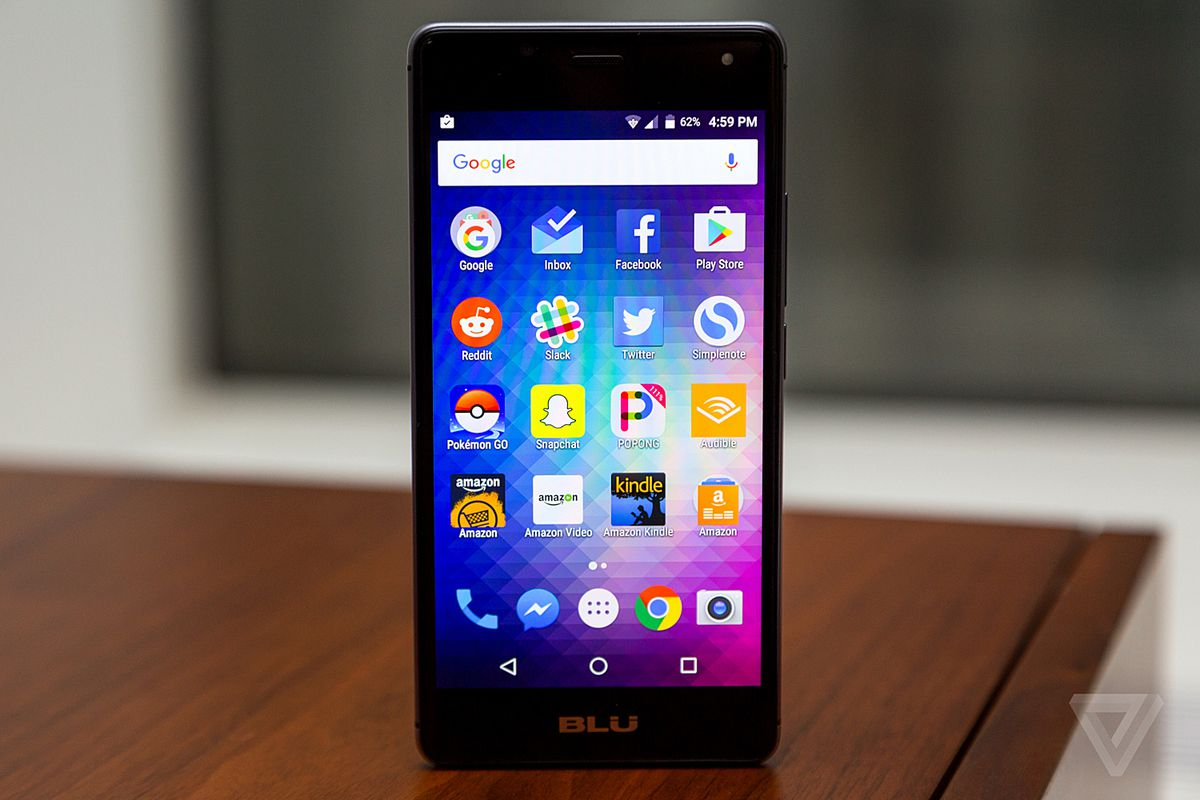 62% 4:59 PM
Google
Google Inbox Facebook Play Store
Reddit Slack Twitter Simplenote
111%
Pokémon GO Snapchat POPONG Audible
amazon amazon kindle a
Amazon Amazon Video Amazon Kindle Amazon
BLU